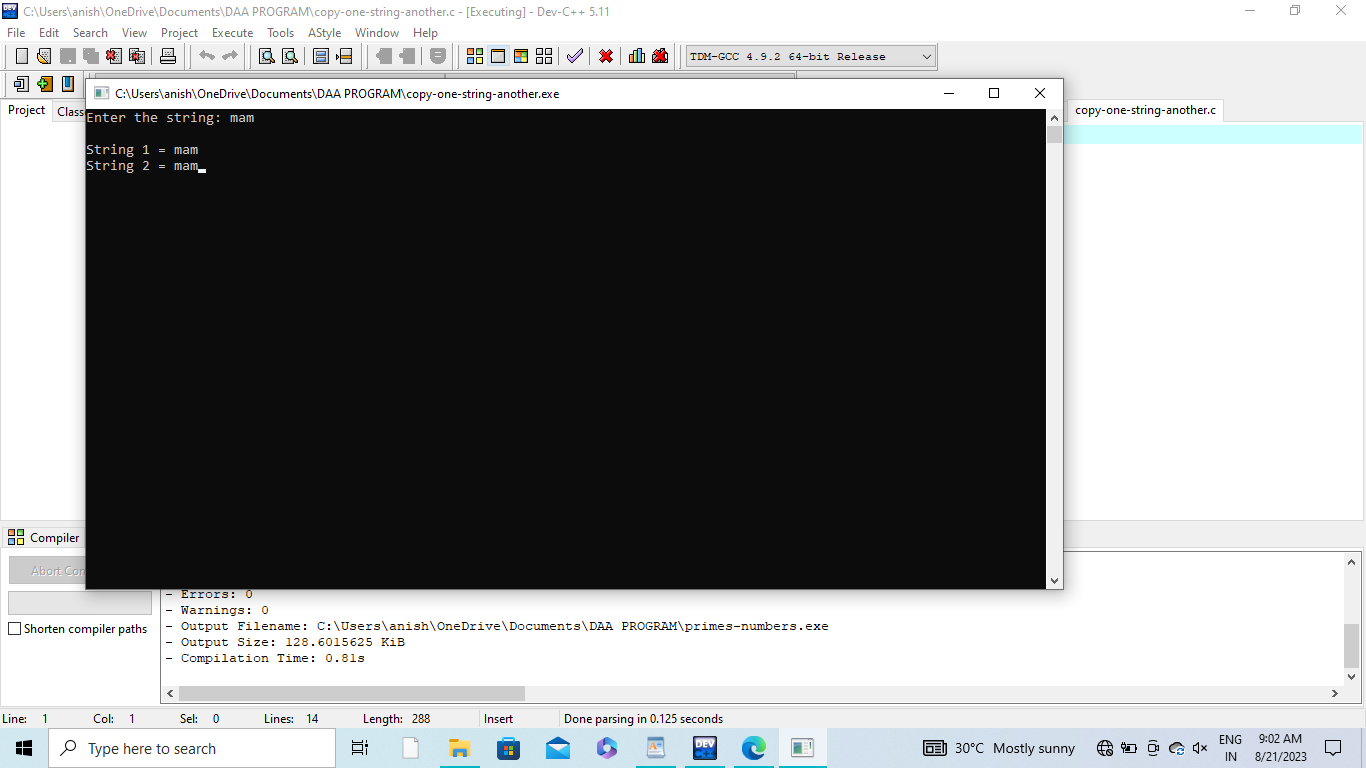 C:\Users\anish\OneDrive\Documents\DAA PROGRAM\copy-one-string-another.c - [Executing] - Dev-C++ 5.11
File Edit Search View Project Execute Tools AStyle Window Help
TDM-GCC 4.9.2 64-bit Release
C:\Users\anish\OneDrive\Documents\DAA PROGRAM\copy-one-string-another.exe
Project Class copy-one-string-another.c
Enter the string: mam
String 1 = mam
String 2 = mam
Compiler
Abort Con
- Errors: 0
- Warnings: 0
- Output Filename: C:\Users\anish\OneDrive\Documents\DAA PROGRAM\primes-numbers.exe
Shorten compiler paths
- Output Size: 128.6015625 KiB
- Compilation Time: 0.81s
Line: 1 Col: 1 Sel: 0 Lines: 14 Length: 288 Insert Done parsing in 0.125 seconds
Type here to search
DEV
30°C Mostly sunny
ENG
IN
9:02 AM
8/21/2023